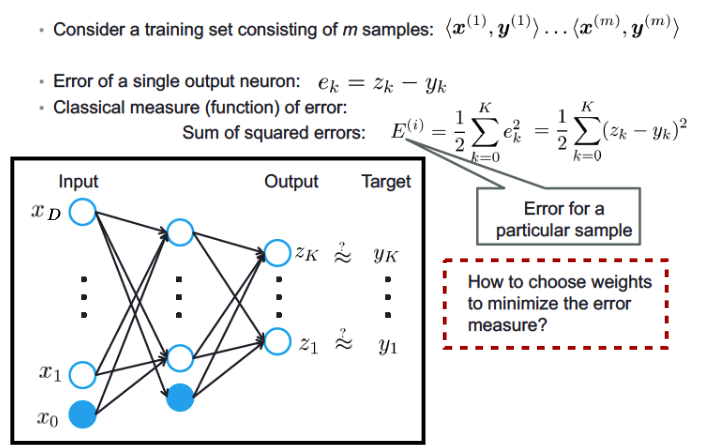 • Consider a training set consisting of m samples: ⟨x^(1), y^(1)⟩ … ⟨x^(m), y^(m)⟩
• Error of a single output neuron: e_k = z_k − y_k
• Classical measure (function) of error:
Sum of squared errors: E^(i) = 1/2 ∑_{k=0}^{K} e_k^2 = 1/2 ∑_{k=0}^{K} (z_k − y_k)^2
Input Output Target
Error for a
particular sample
x_D
z_K ≈? y_K
How to choose weights
to minimize the error
measure?
z_1 ≈? y_1
x_1
x_0